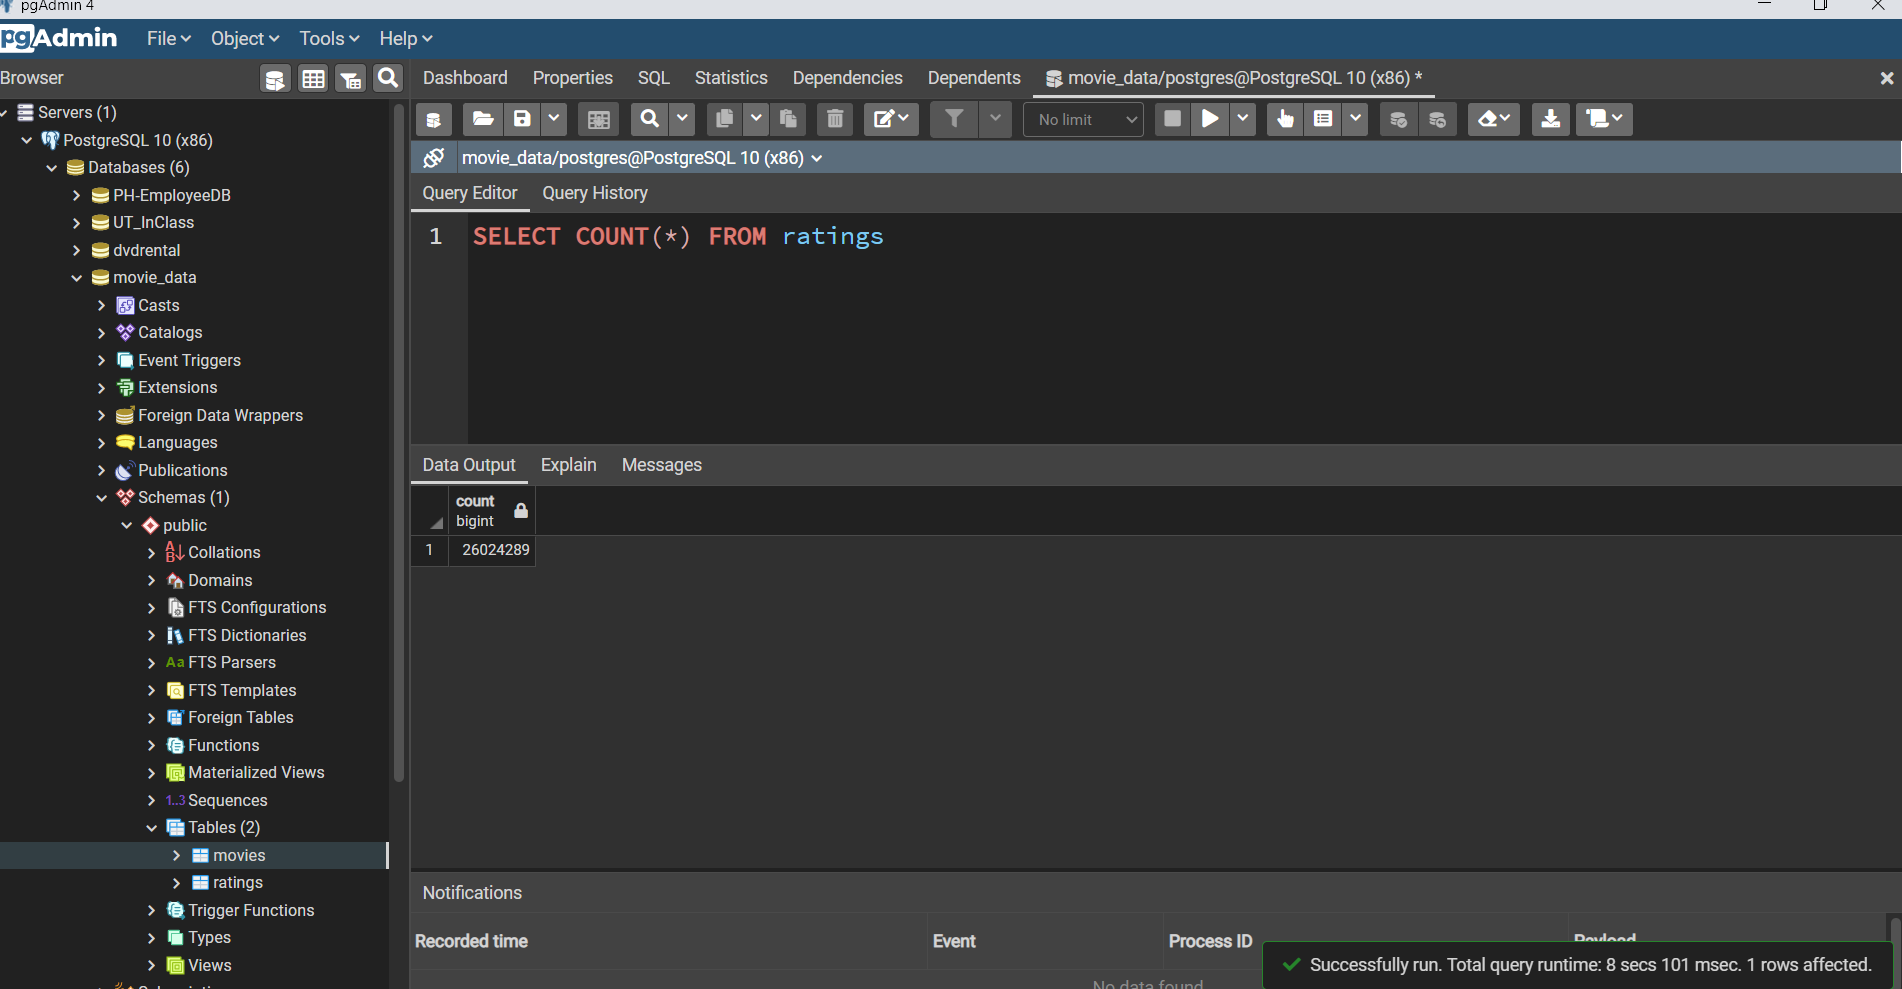 pgAdmin 4
pgAdmin
File
Object
Tools
Help
Browser
Dashboard
Properties
SQL
Statistics
Dependencies
Dependents
movie_data/postgres@PostgreSQL 10 (x86) *
No limit
movie_data/postgres@PostgreSQL 10 (x86)
Query Editor
Query History
1 SELECT COUNT(*) FROM ratings
Servers (1)
PostgreSQL 10 (x86)
Databases (6)
PH-EmployeeDB
UT_InClass
dvdrental
movie_data
Casts
Catalogs
Event Triggers
Extensions
Foreign Data Wrappers
Languages
Publications
Schemas (1)
public
Collations
Domains
FTS Configurations
FTS Dictionaries
Aa FTS Parsers
FTS Templates
Foreign Tables
Functions
Materialized Views
1..3 Sequences
Tables (2)
movies
ratings
Trigger Functions
Types
Views
Data Output
Explain
Messages
count
bigint
1 26024289
Notifications
Recorded time
Event
Process ID
Payload
No data found
Successfully run. Total query runtime: 8 secs 101 msec. 1 rows affected.